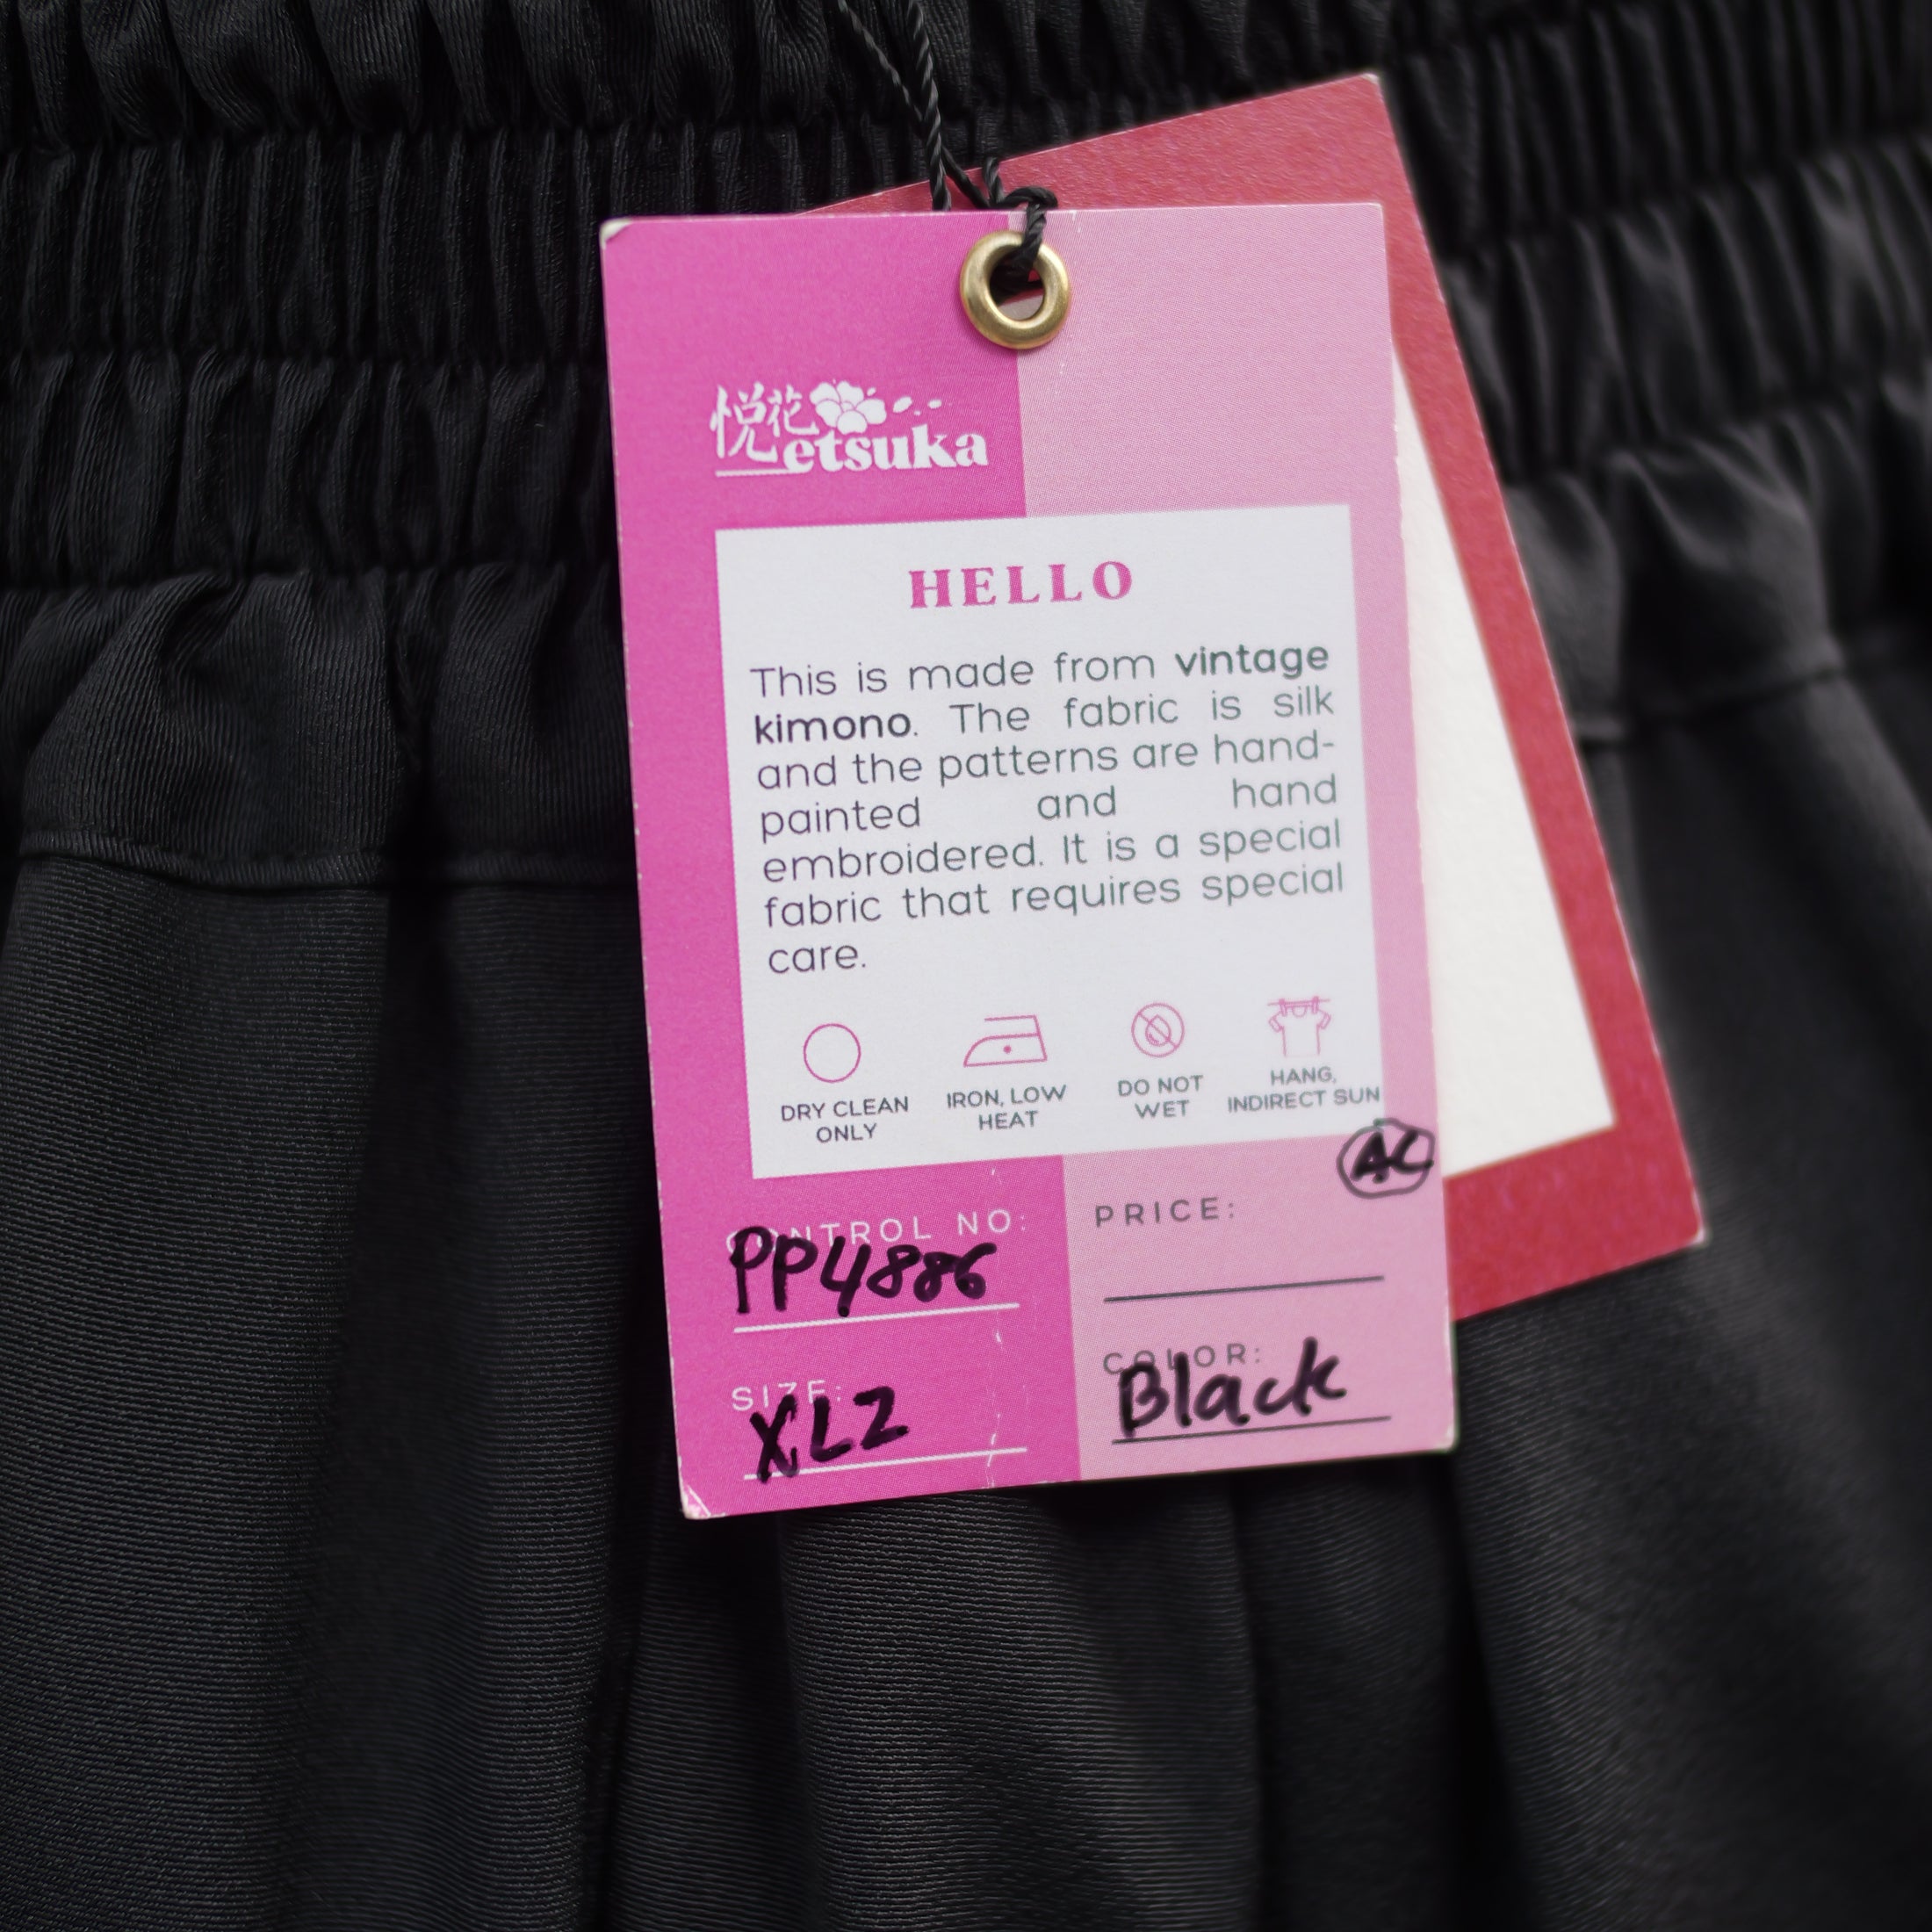 悦花
etsuka
HELLO
This is made from vintage
kimono. The fabric is silk
and the patterns are hand-
painted and hand
embroidered. It is a special
fabric that requires special
care.
DRY CLEAN
ONLY
IRON, LOW
HEAT
DO NOT
WET
HANG,
INDIRECT SUN
AC
CONTROL NO:
PP4886
PRICE:
SIZE:
XL2
COLOR:
Black